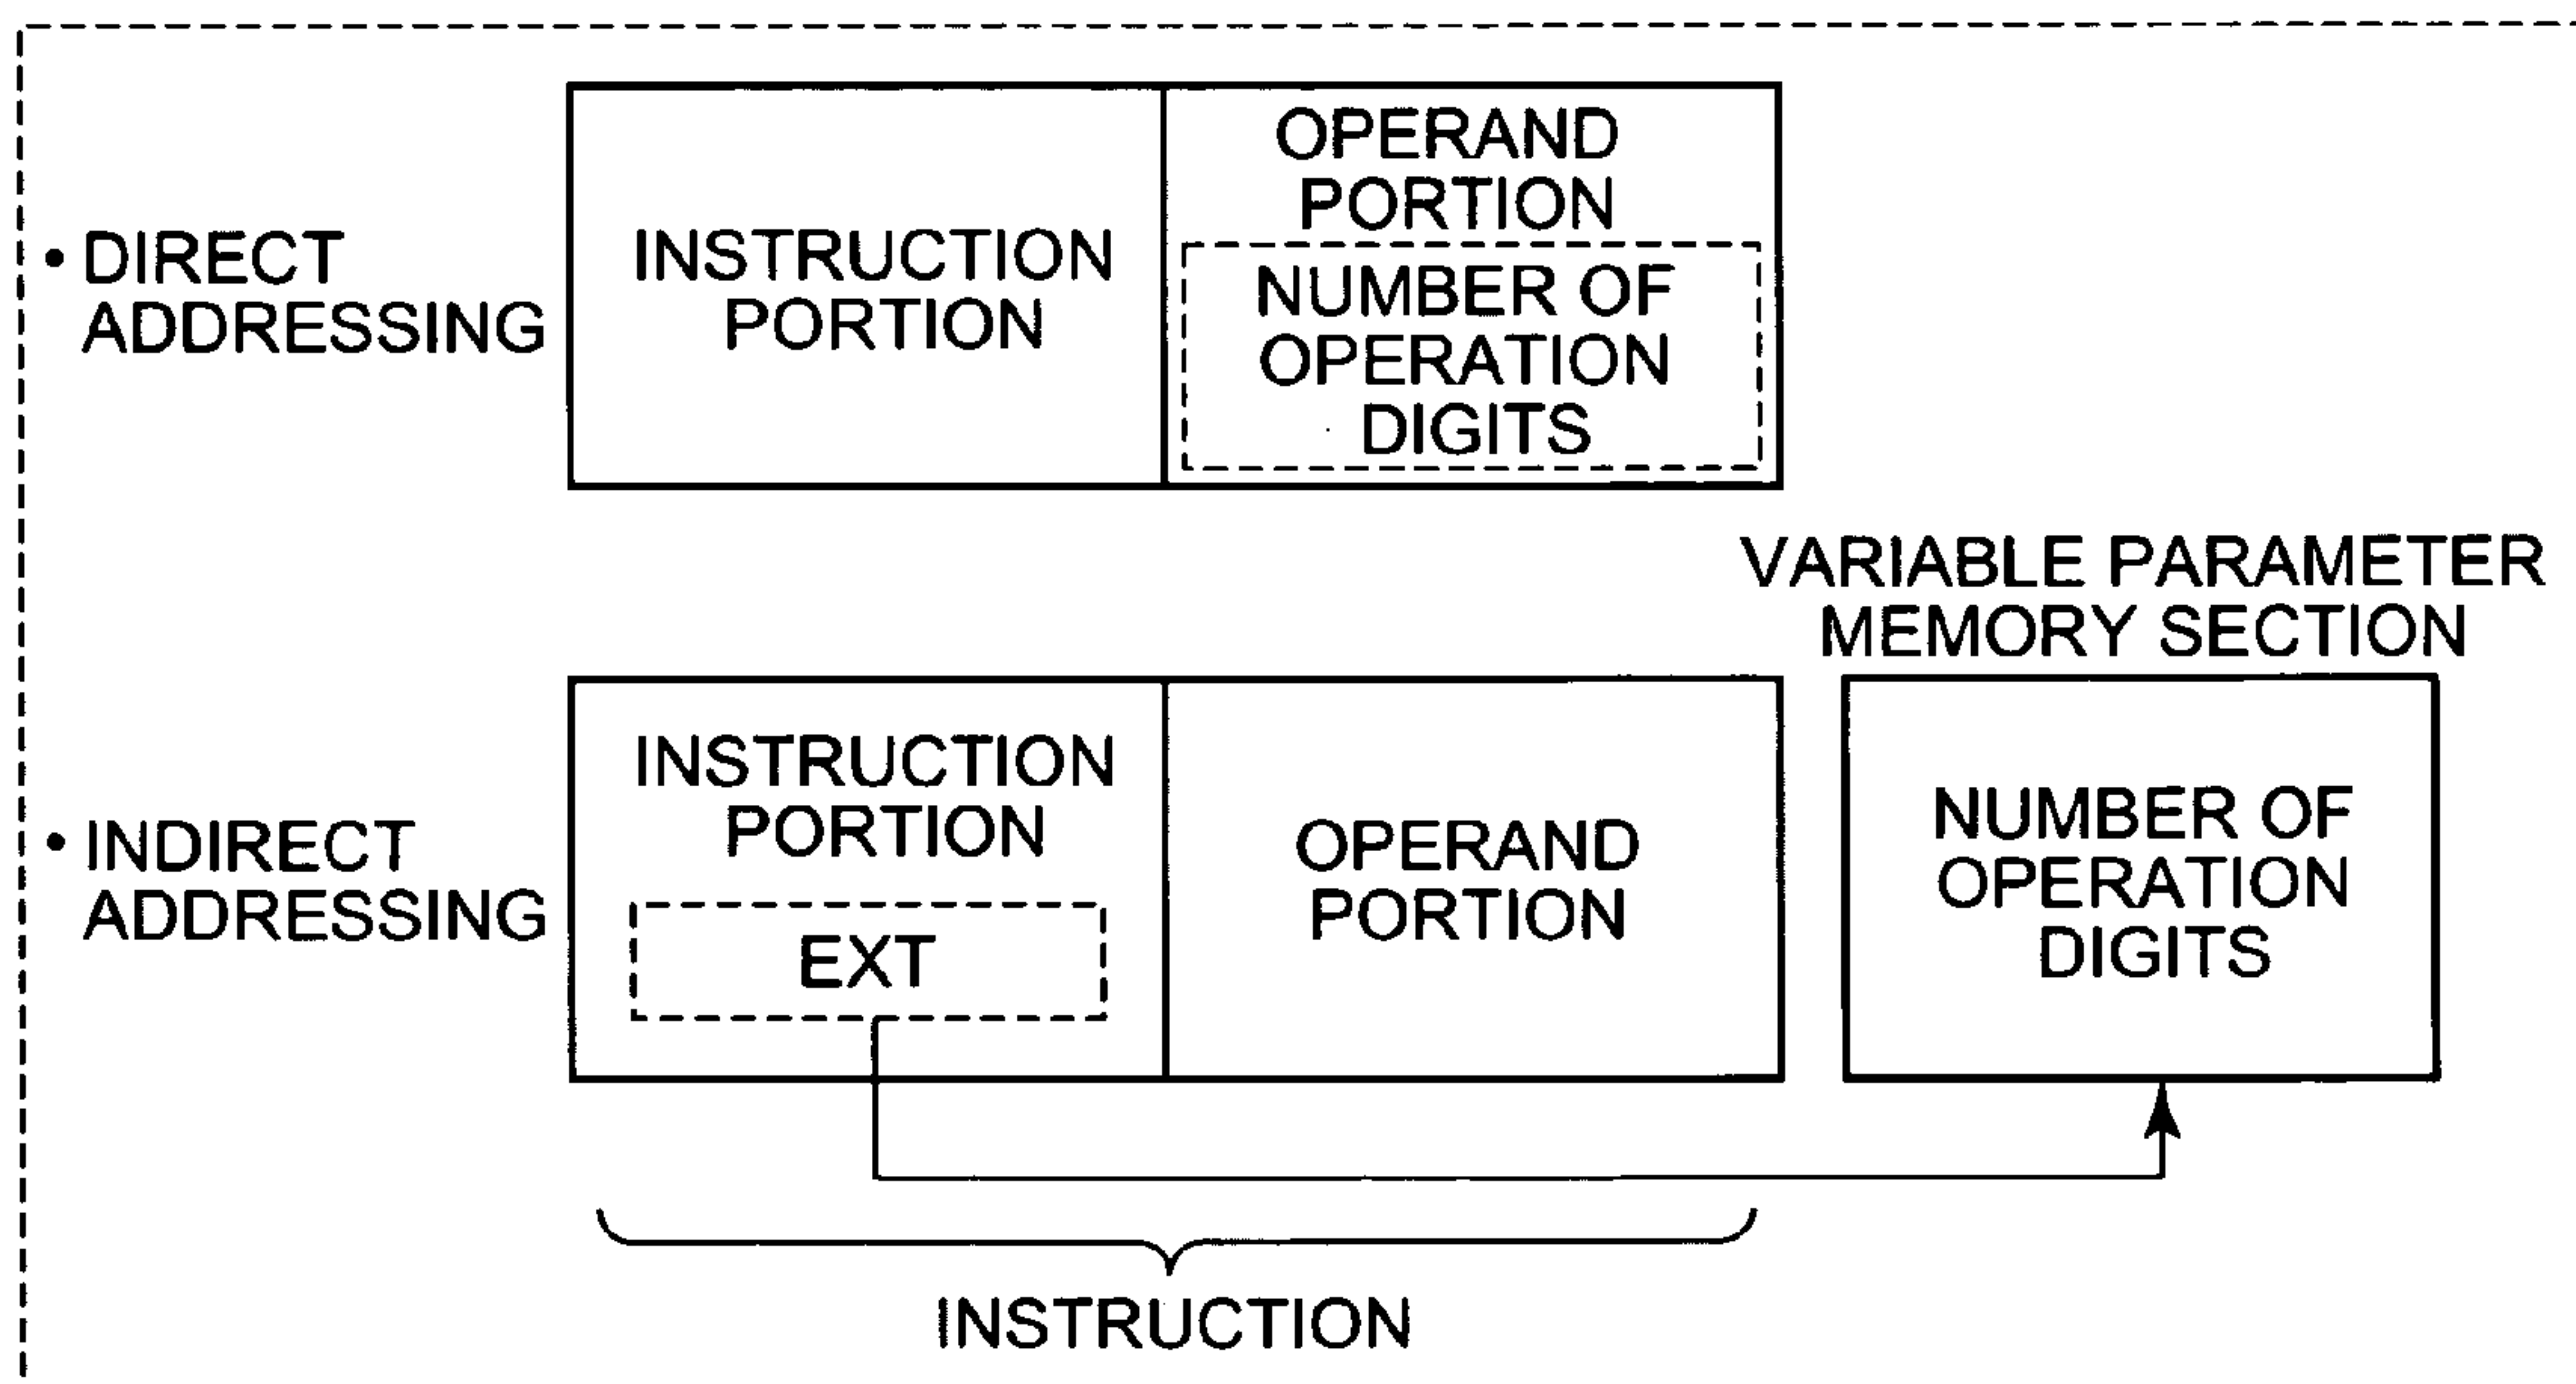 • DIRECT
ADDRESSING
INSTRUCTION
PORTION
OPERAND
PORTION
NUMBER OF
OPERATION
DIGITS
• INDIRECT
ADDRESSING
INSTRUCTION
PORTION
EXT
OPERAND
PORTION
VARIABLE PARAMETER
MEMORY SECTION
NUMBER OF
OPERATION
DIGITS
INSTRUCTION